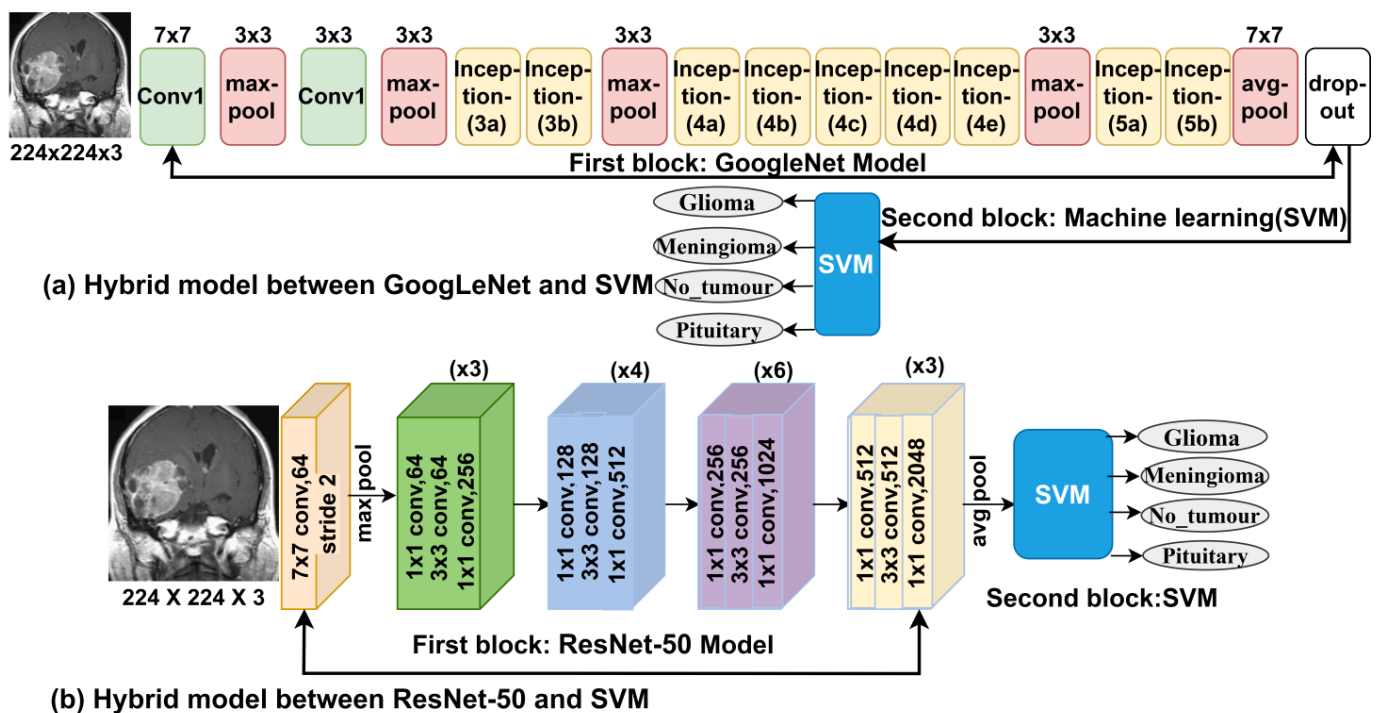 7x7 3x3 3x3 3x3 3x3 3x3 7x7
Conv1
max-
pool
Conv1
max-
pool
Incep-
tion-
(3a)
Incep-
tion-
(3b)
max-
pool
Incep-
tion-
(4a)
Incep-
tion-
(4b)
Incep-
tion-
(4c)
Incep-
tion-
(4d)
Incep-
tion-
(4e)
max-
pool
Incep-
tion-
(5a)
Incep-
tion-
(5b)
avg-
pool
drop-
out
224x224x3
First block: GoogleNet Model
Second block: Machine learning(SVM)
SVM
Glioma
Meningioma
No_tumour
Pituitary
(a) Hybrid model between GoogLeNet and SVM
224 X 224 X 3
7x7 conv,64
stride 2
max pool
(x3)
1x1 conv,64
3x3 conv,64
1x1 conv,256
(x4)
1x1 conv,128
3x3 conv,128
1x1 conv,512
(x6)
1x1 conv,256
3x3 conv,256
1x1 conv,1024
(x3)
1x1 conv,512
3x3 conv,512
1x1 conv,2048
avg pool
SVM
Glioma
Meningioma
No_tumour
Pituitary
Second block:SVM
First block: ResNet-50 Model
(b) Hybrid model between ResNet-50 and SVM